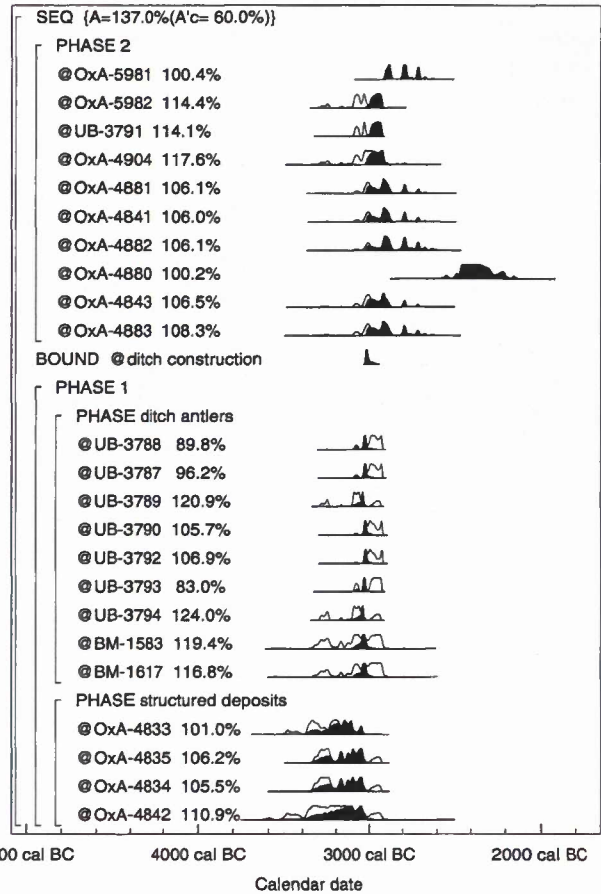 SEQ {A=137.0%(A'c= 60.0%)}
PHASE 2
@OxA-5981 100.4%
@OxA-5982 114.4%
@UB-3791 114.1%
@OxA-4904 117.6%
@OxA-4881 106.1%
@OxA-4841 106.0%
@OxA-4882 106.1%
@OxA-4880 100.2%
@OxA-4843 106.5%
@OxA-4883 108.3%
BOUND @ditch construction
PHASE 1
PHASE ditch antlers
@UB-3788 89.8%
@UB-3787 96.2%
@UB-3789 120.9%
@UB-3790 105.7%
@UB-3792 106.9%
@UB-3793 83.0%
@UB-3794 124.0%
@BM-1583 119.4%
@BM-1617 116.8%
PHASE structured deposits
@OxA-4833 101.0%
@OxA-4835 106.2%
@OxA-4834 105.5%
@OxA-4842 110.9%
00 cal BC 4000 cal BC 3000 cal BC 2000 cal BC
Calendar date